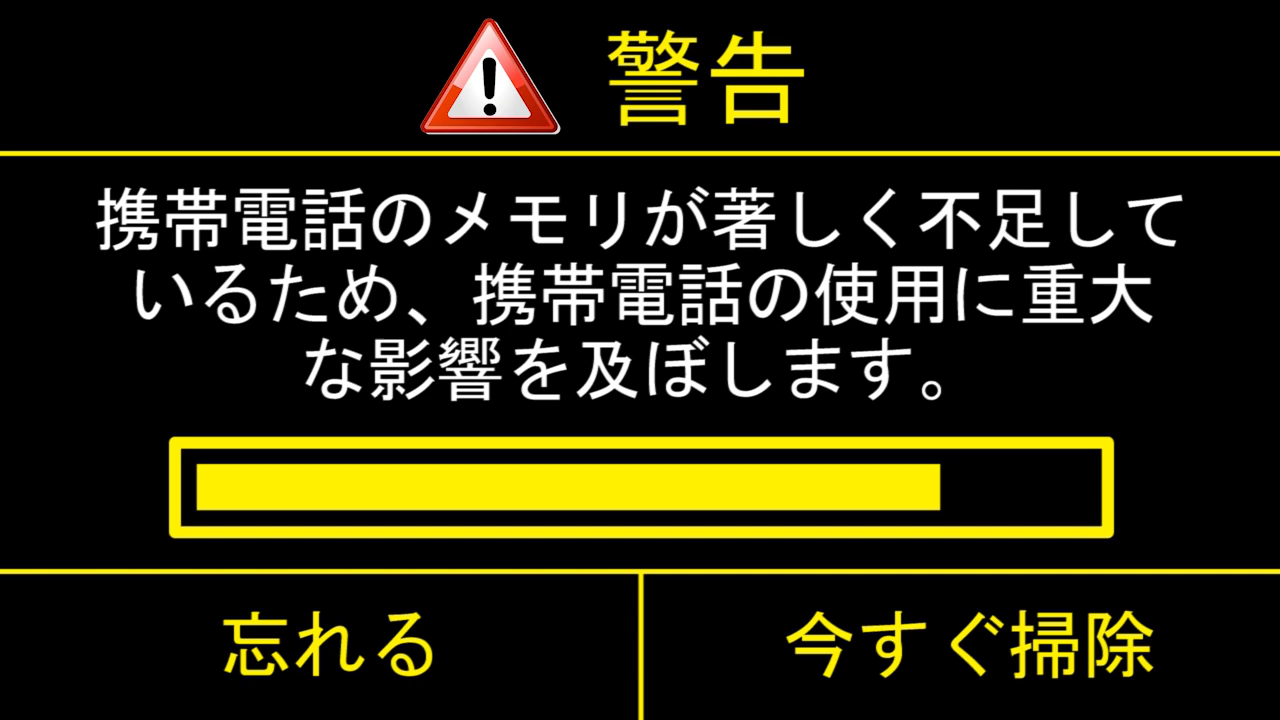 警告
携帯電話のメモリが著しく不足して
いるため、携帯電話の使用に重大
な影響を及ぼします。
忘れる
今すぐ掃除